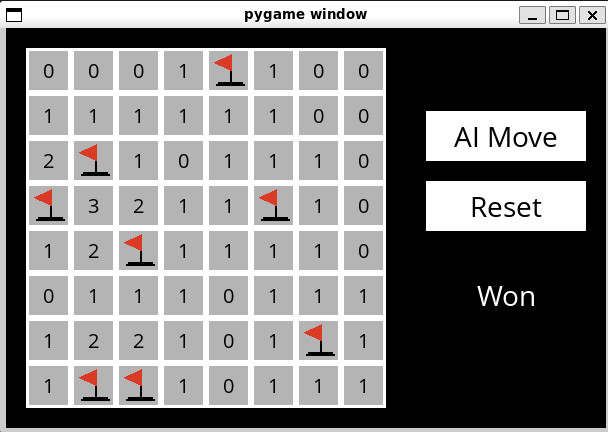 pygame window
0 0 0 1 1 0 0
1 1 1 1 1 1 0 0
2 1 0 1 1 1 0
3 2 1 1 1 0
1 2 1 1 1 1 0
0 1 1 1 0 1 1 1
1 2 2 1 0 1 1
1 1 0 1 1 1
AI Move
Reset
Won